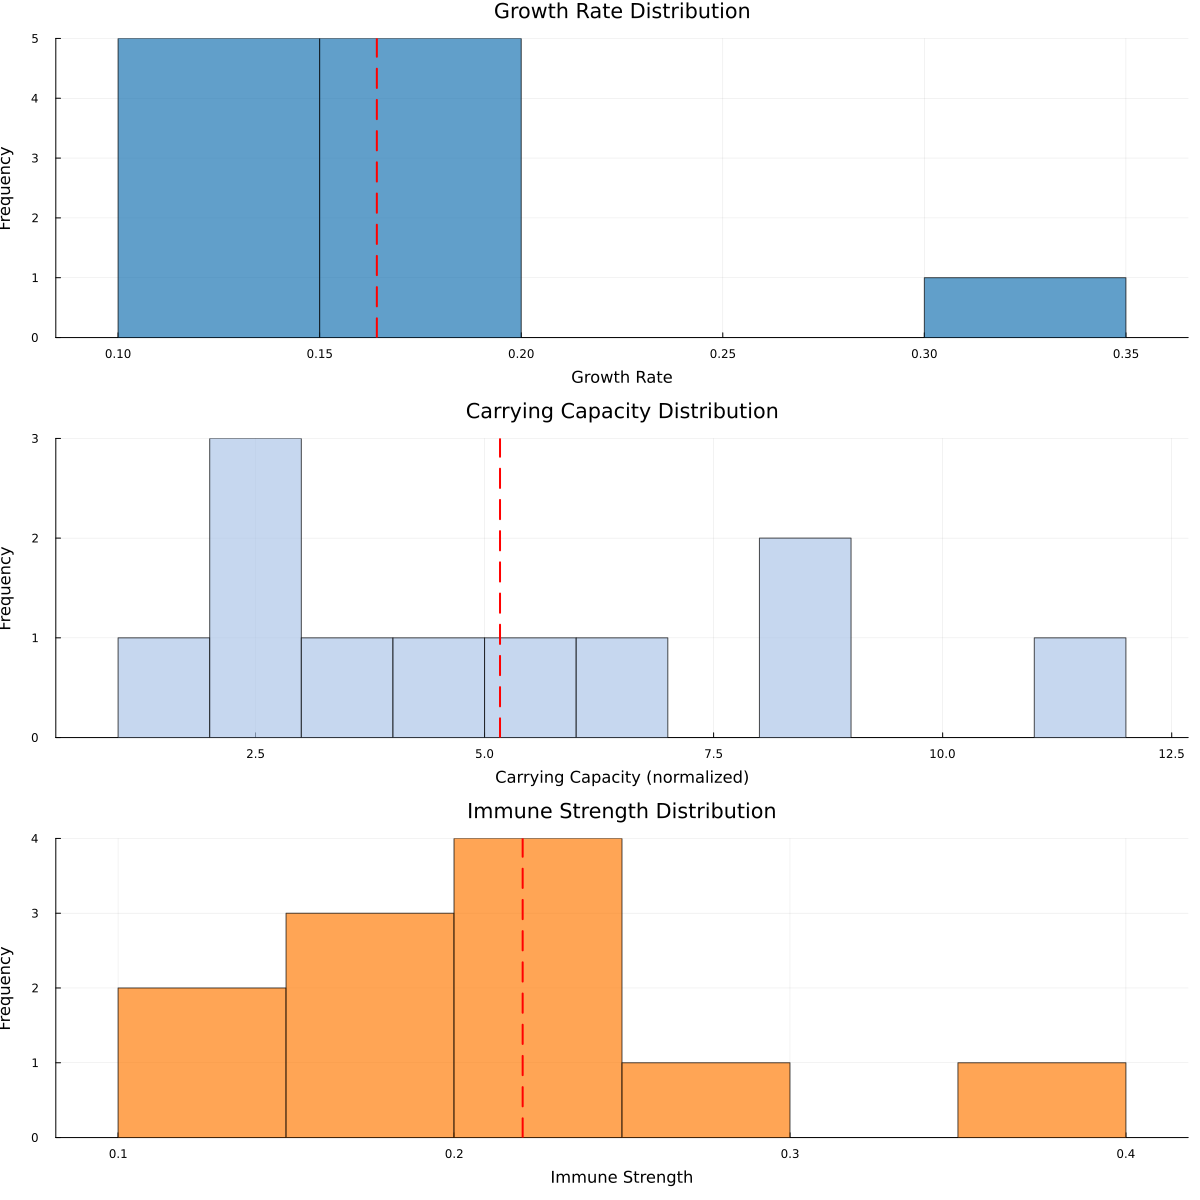 Growth Rate Distribution
Frequency
5
4
3
2
1
0
0.10 0.15 0.20 0.25 0.30 0.35
Growth Rate
Carrying Capacity Distribution
Frequency
3
2
1
0
2.5 5.0 7.5 10.0 12.5
Carrying Capacity (normalized)
Immune Strength Distribution
Frequency
4
3
2
1
0
0.1 0.2 0.3 0.4
Immune Strength